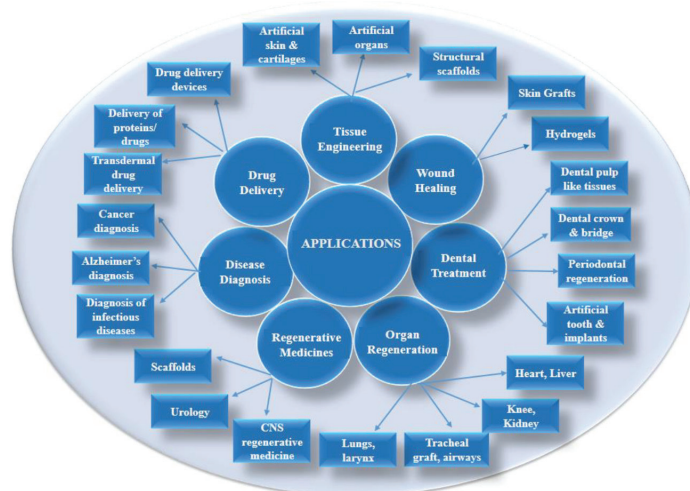 Artificial
skin & 
cartilages
Artificial
organs
Structural
scaffolds
Drug delivery
devices
Delivery of
proteins/
drugs
Transdermal
drug
delivery
Skin Grafts
Hydrogels
Tissue
Engineering
Drug
Delivery
Wound
Healing
Dental pulp
like tissues
Dental crown
& bridge
Periodontal
regeneration
Artificial
tooth &
implants
Cancer
diagnosis
Alzheimer's
diagnosis
Diagnosis of
infectious
diseases
APPLICATIONS
Disease
Diagnosis
Dental
Treatment
Regenerative
Medicines
Organ
Regeneration
Scaffolds
Urology
CNS
regenerative
medicine
Lungs,
larynx
Tracheal
graft, airways
Knee,
Kidney
Heart, Liver